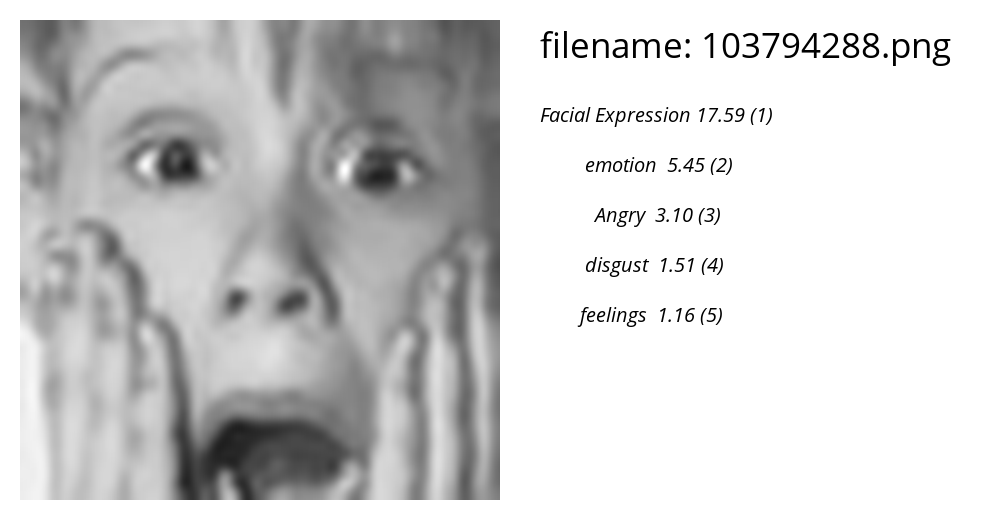 filename: 103794288.png
Facial Expression 17.59 (1)
emotion 5.45 (2)
Angry 3.10 (3)
disgust 1.51 (4)
feelings 1.16 (5)